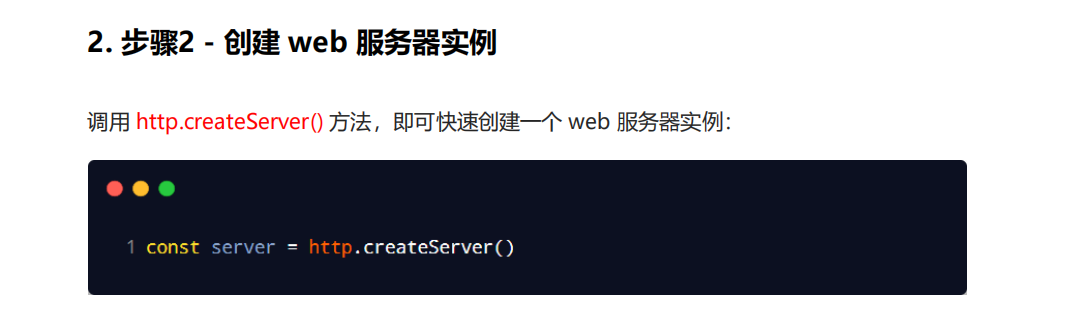 2. 步骤2 - 创建 web 服务器实例
调用 http.createServer() 方法，即可快速创建一个 web 服务器实例：
1 const server = http.createServer()